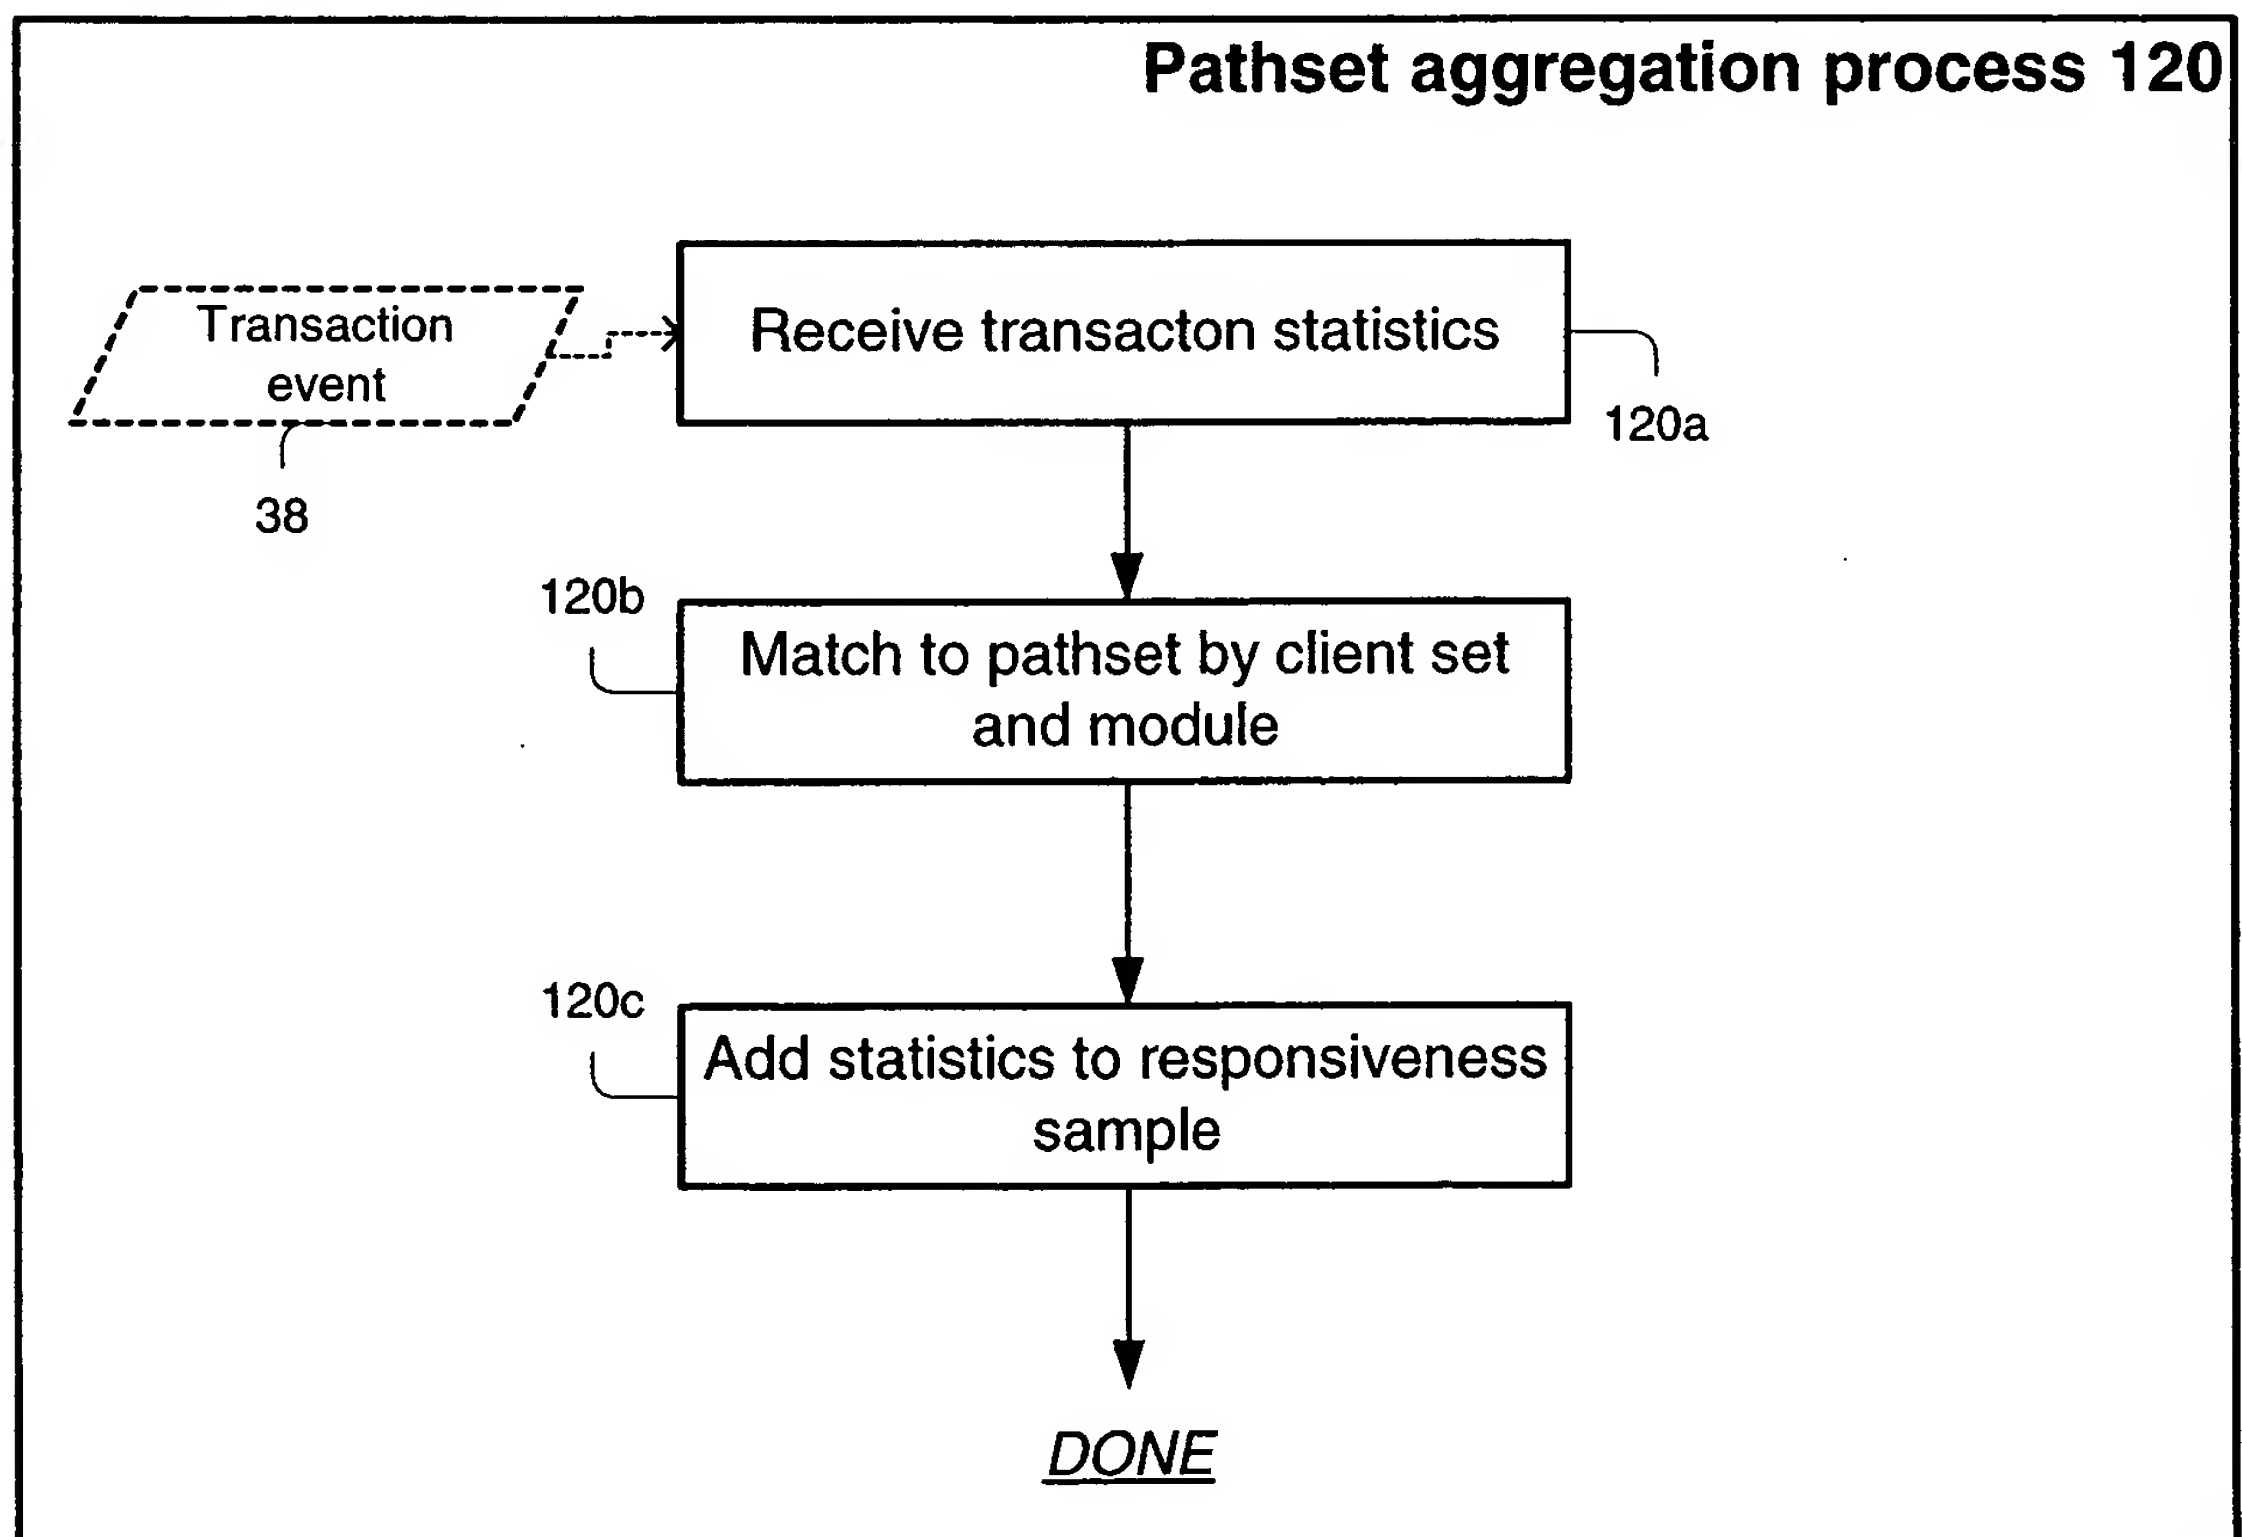 Pathset aggregation process 120
Transaction
event
38
Receive transacton statistics
120a
120b
Match to pathset by client set
and module
120c
Add statistics to responsiveness
sample
DONE